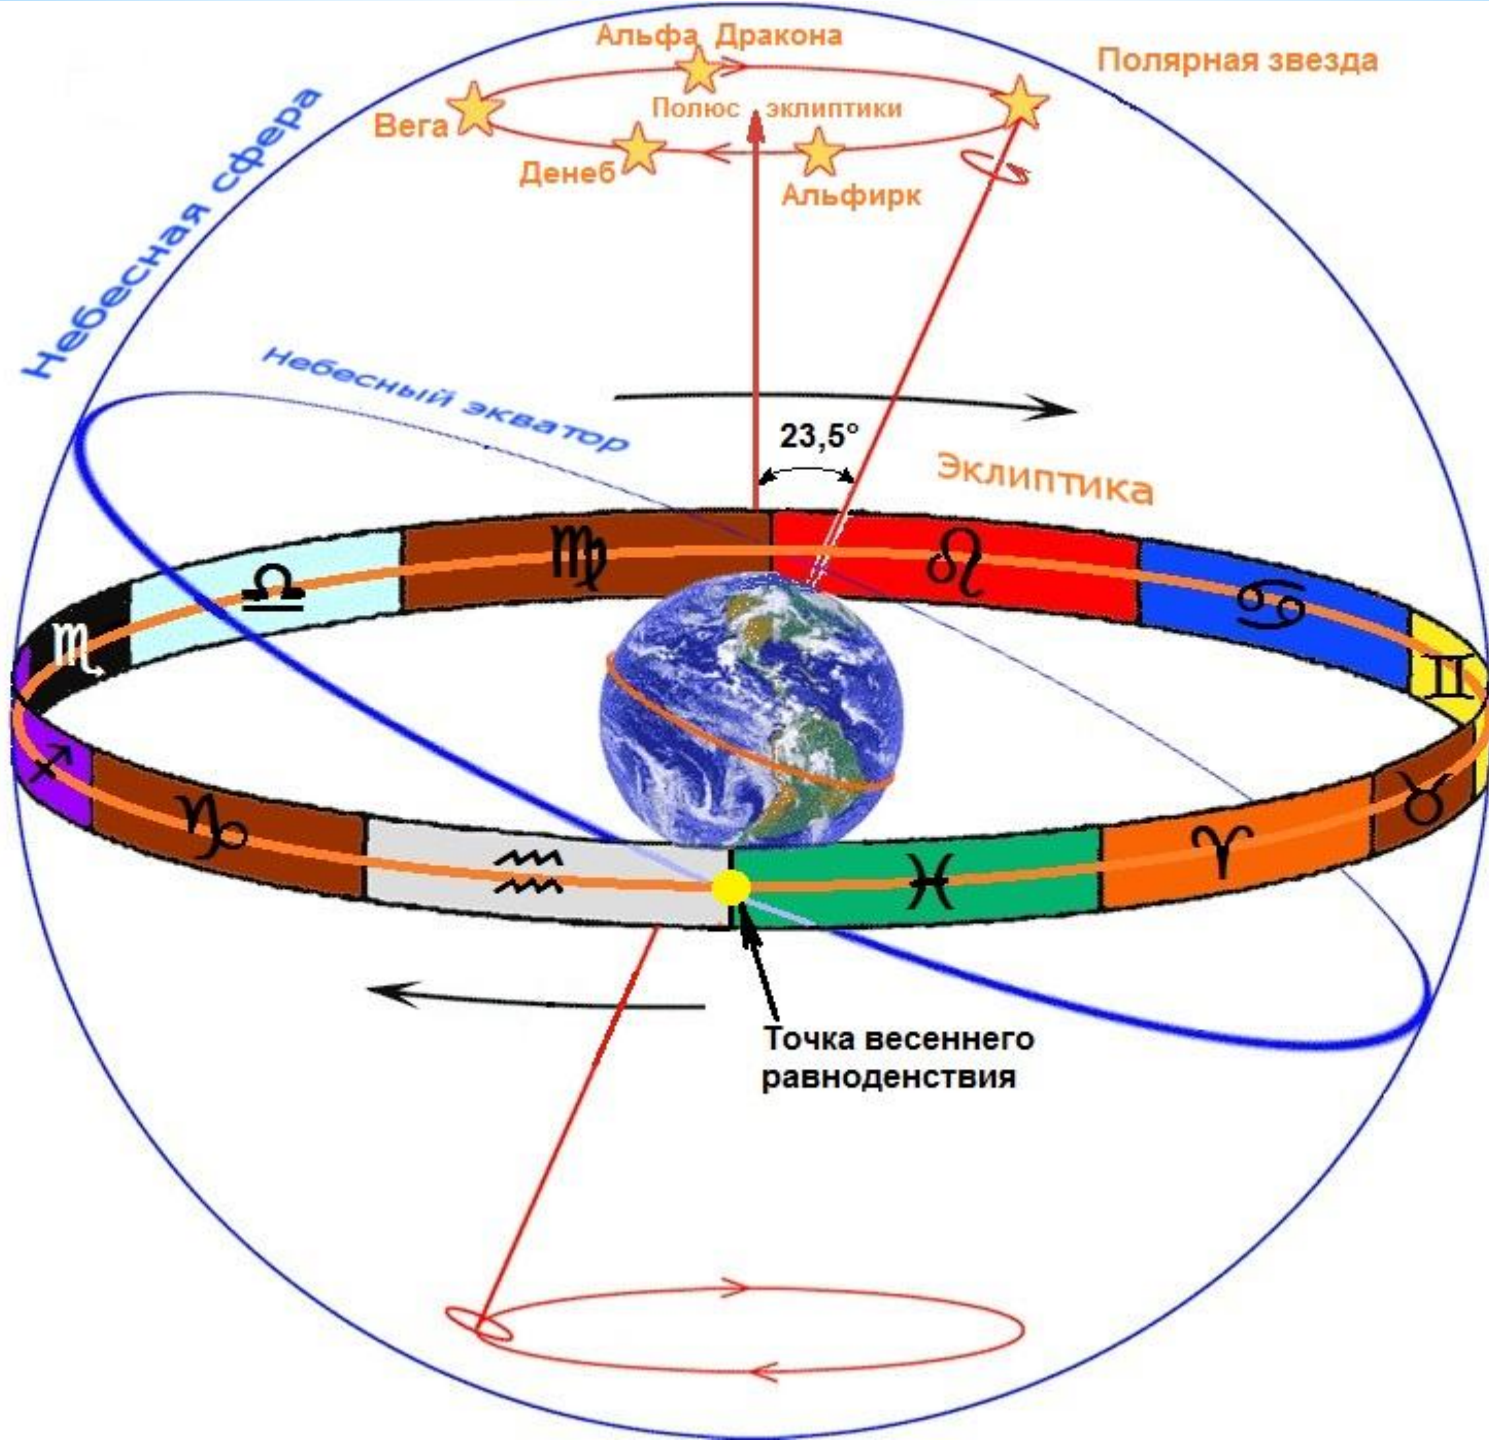 Альфа Дракона
Полярная звезда
Полюс эклиптики
Вега
Денеб
Альфирк
Небесная сфера
Небесный экватор
23,5°
Эклиптика
♍ ♌
♎ ♋
♏ ♊
♐ ♉
♑ ♈
♒ ♓
Точка весеннего
равноденствия